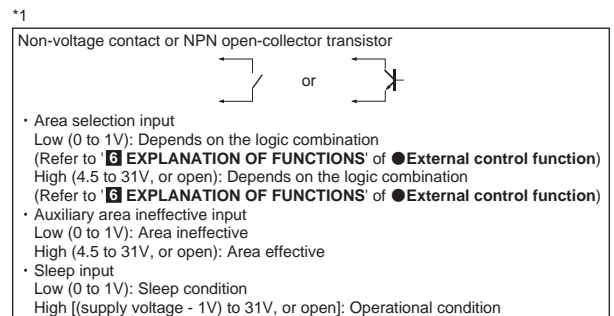 *1
Non-voltage contact or NPN open-collector transistor
or
・Area selection input
Low (0 to 1V): Depends on the logic combination
(Refer to '6 EXPLANATION OF FUNCTIONS' of ●External control function)
High (4.5 to 31V, or open): Depends on the logic combination
(Refer to '6 EXPLANATION OF FUNCTIONS' of ●External control function)
・Auxiliary area ineffective input
Low (0 to 1V): Area ineffective
High (4.5 to 31V, or open): Area effective
・Sleep input
Low (0 to 1V): Sleep condition
High [(supply voltage - 1V) to 31V, or open]: Operational condition